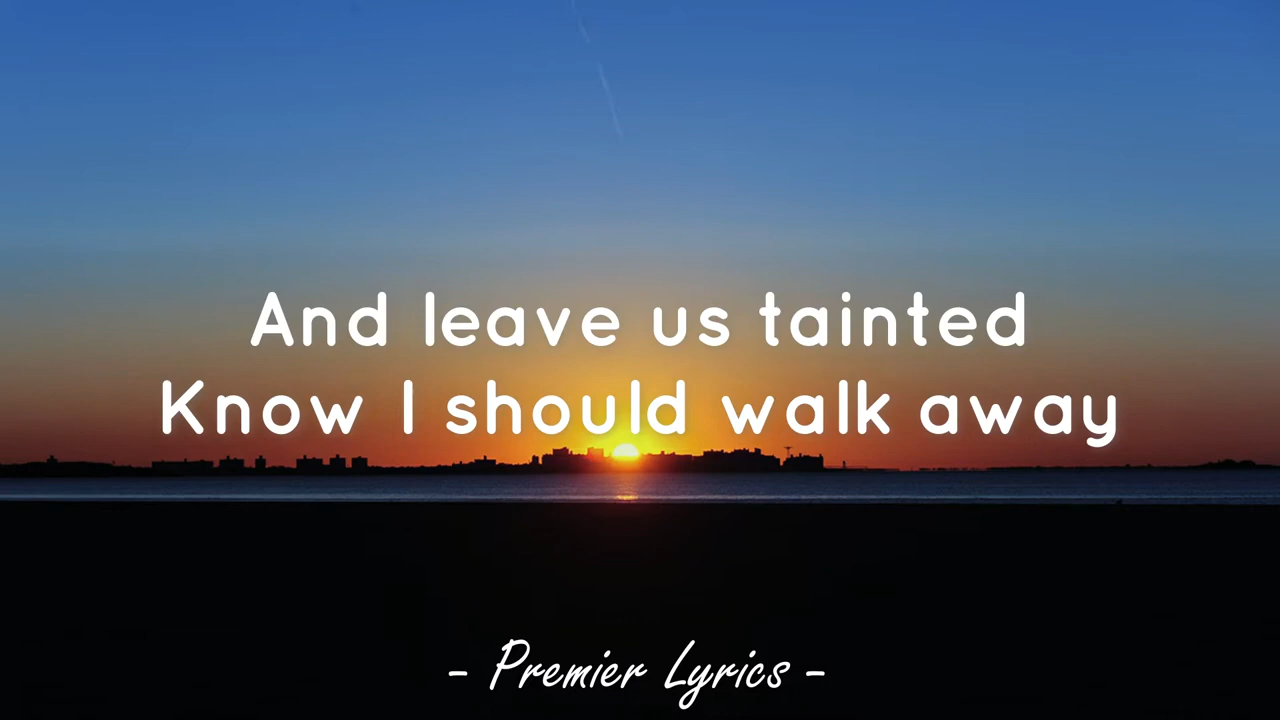 And leave us tainted
Know I should walk away
- Premier Lyrics -